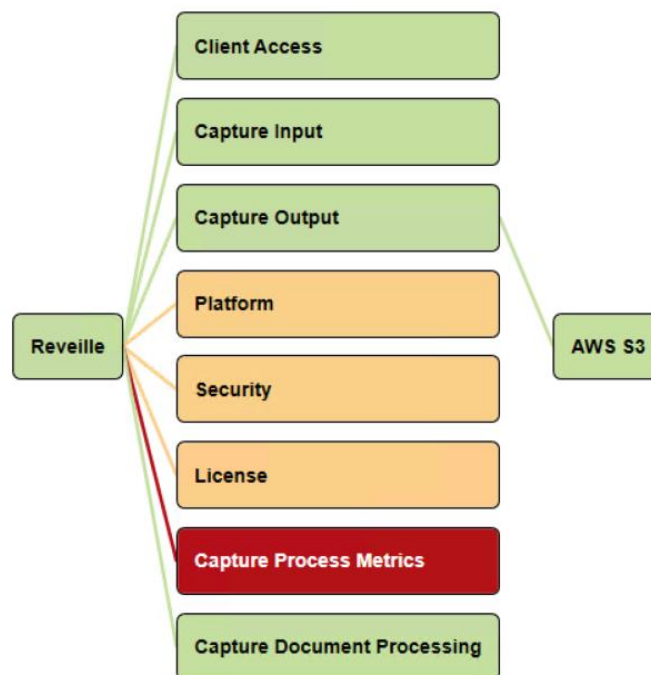 Client Access
Capture Input
Capture Output
Platform
Reveille
AWS S3
Security
License
Capture Process Metrics
Capture Document Processing